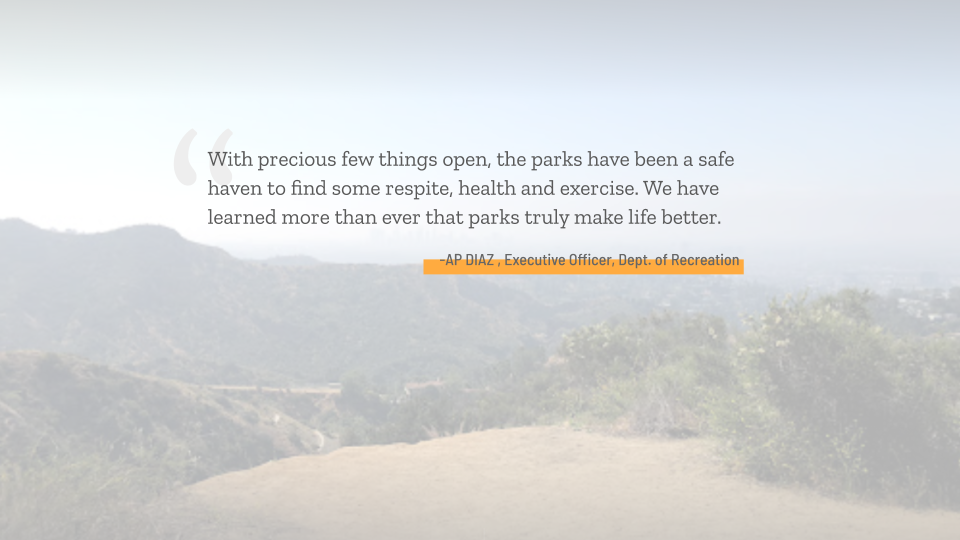 “
With precious few things open, the parks have been a safe
haven to find some respite, health and exercise. We have
learned more than ever that parks truly make life better.
–AP DIAZ , Executive Officer, Dept. of Recreation